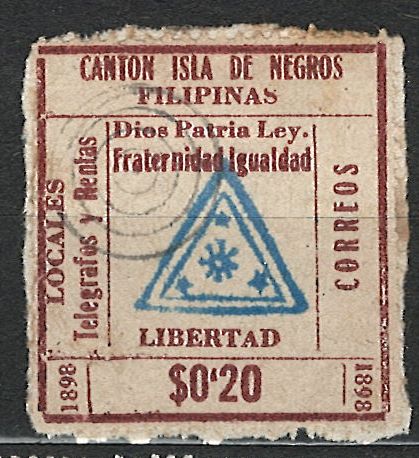 CANTON ISLA DE NEGROS
FILIPINAS
Dios Patria Ley.
Fraternidad Igualdad
LOCALES
Telegrafos y Rentas
CORREOS
LIBERTAD
1898
$0'20
1898